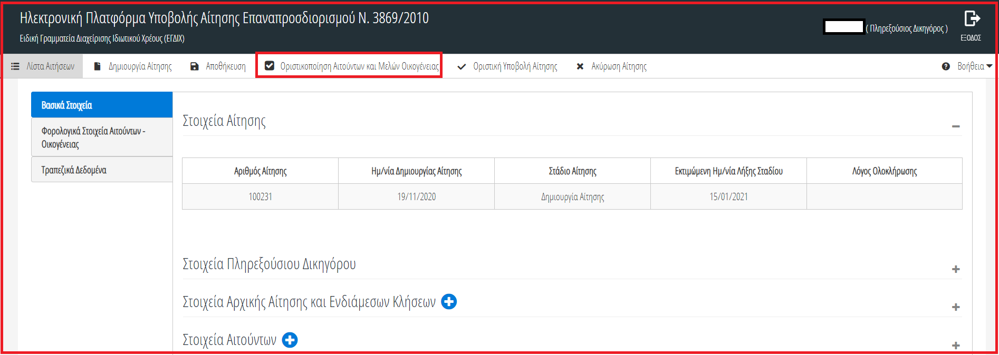 Ηλεκτρονική Πλατφόρμα Υποβολής Αίτησης Επαναπροσδιορισμού Ν. 3869/2010
Ειδική Γραμματεία Διαχείρισης Ιδιωτικού Χρέους (ΕΓΔΙΧ)
( Πληρεξούσιος Δικηγόρος )
ΕΞΟΔΟΣ
Λίστα Αιτήσεων
Δημιουργία Αίτησης
Αποθήκευση
Οριστικοποίηση Αιτούντων και Μελών Οικογένειας
Οριστική Υποβολή Αίτησης
Ακύρωση Αίτησης
Βοήθεια
Βασικά Στοιχεία
Φορολογικά Στοιχεία Αιτούντων -
Οικογένειας
Τραπεζικά Δεδομένα
Στοιχεία Αίτησης
Αριθμός Αίτησης Ημ/νία Δημιουργίας Αίτησης Στάδιο Αίτησης Εκτιμώμενη Ημ/νία Λήξης Σταδίου Λόγος Ολοκλήρωσης
100231 19/11/2020 Δημιουργία Αίτησης 15/01/2021
Στοιχεία Πληρεξούσιου Δικηγόρου
Στοιχεία Αρχικής Αίτησης και Ενδιάμεσων Κλήσεων
Στοιχεία Αιτούντων